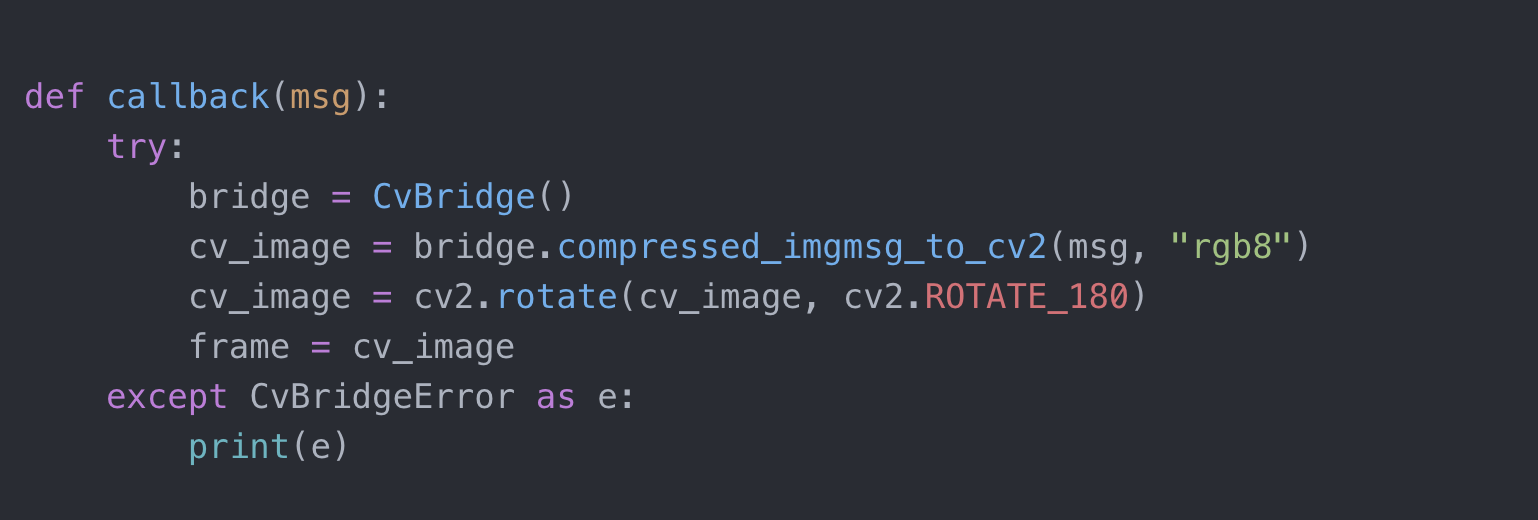 def callback(msg):
    try:
        bridge = CvBridge()
        cv_image = bridge.compressed_imgmsg_to_cv2(msg, "rgb8")
        cv_image = cv2.rotate(cv_image, cv2.ROTATE_180)
        frame = cv_image
    except CvBridgeError as e:
        print(e)